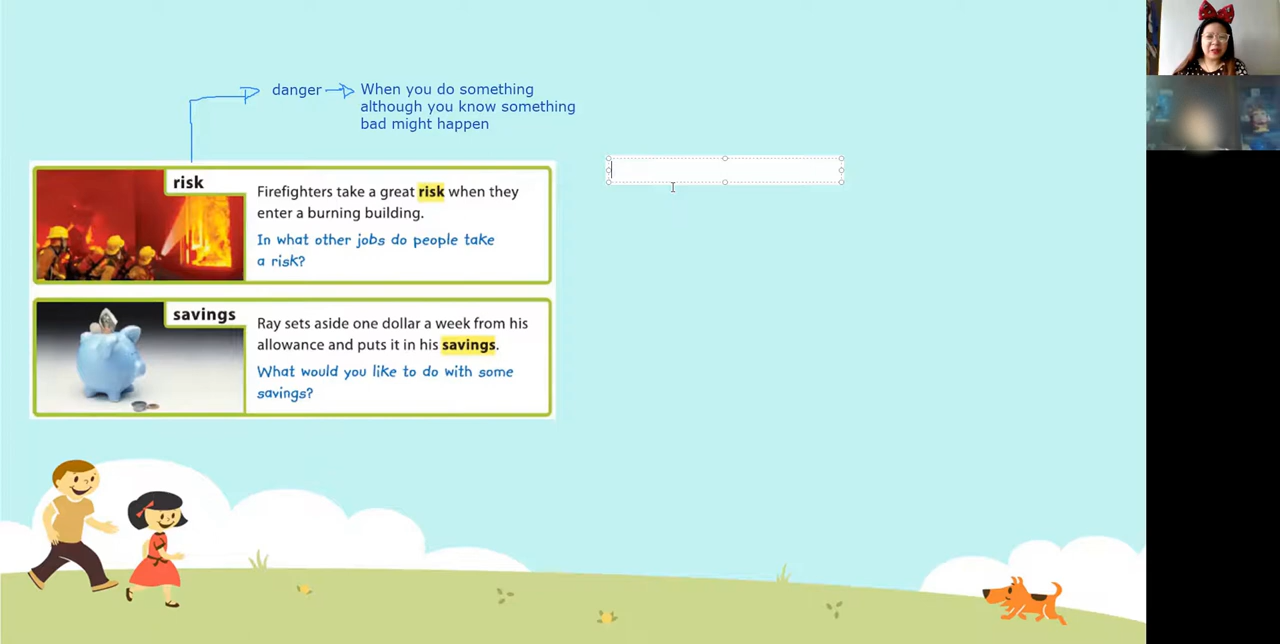 danger
When you do something
although you know something
bad might happen
risk
Firefighters take a great risk when they
enter a burning building.
In what other jobs do people take
a risk?
savings
Ray sets aside one dollar a week from his
allowance and puts it in his savings.
What would you like to do with some
savings?